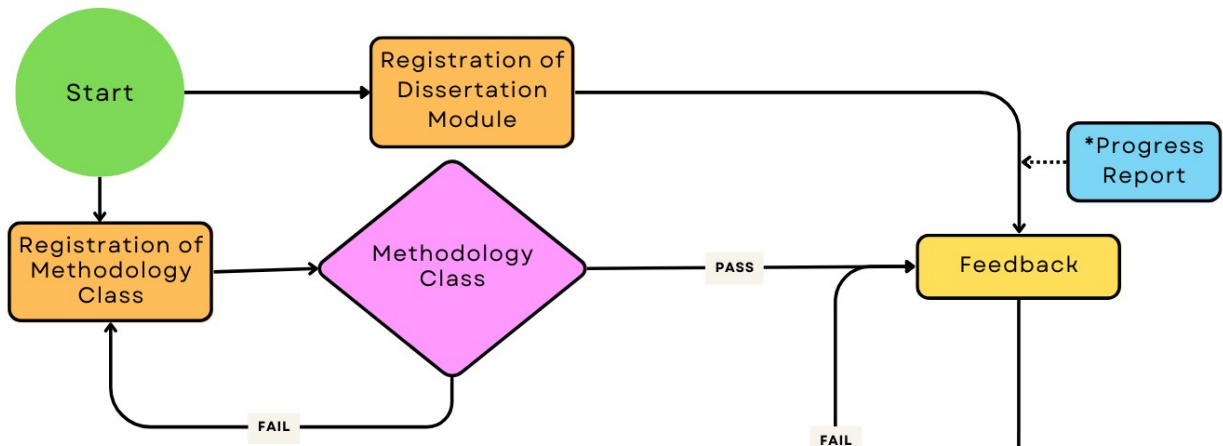 Start
Registration of
Dissertation
Module
*Progress
Report
Registration of
Methodology
Class
Methodology
Class
PASS
Feedback
FAIL
FAIL